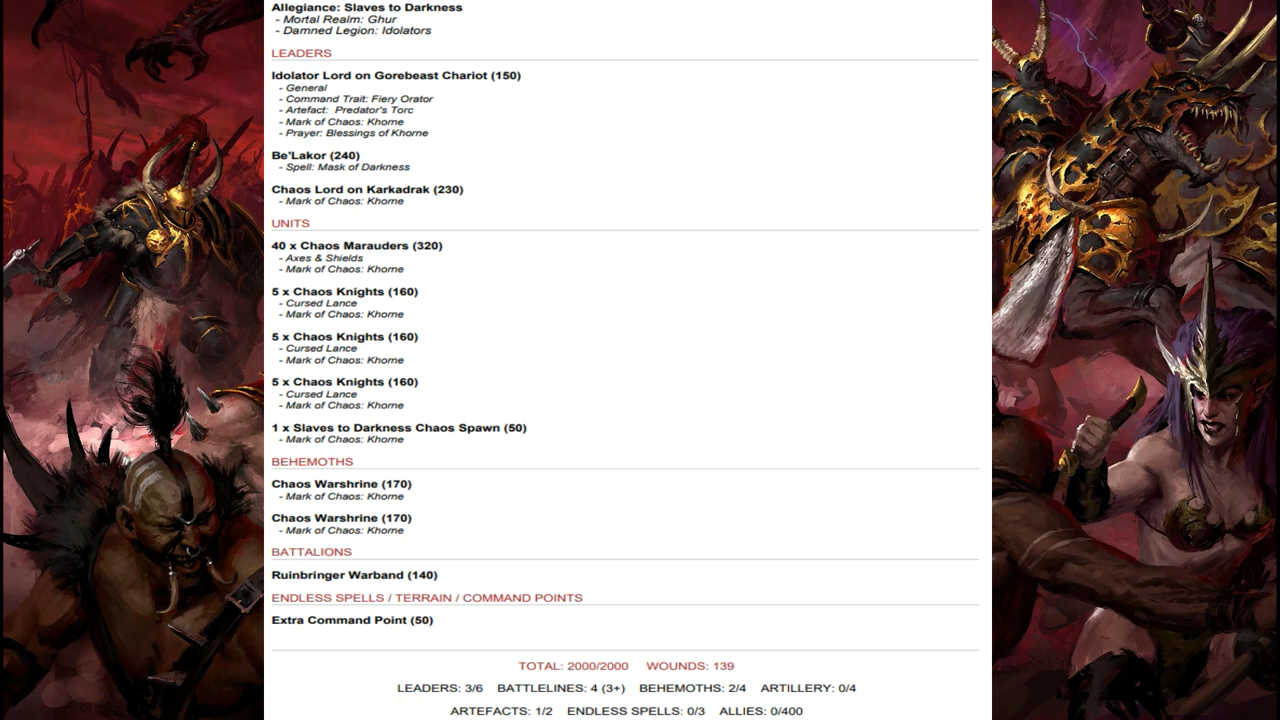 Allegiance: Slaves to Darkness
- Mortal Realm: Ghur
- Damned Legion: Idolators
LEADERS
Idolator Lord on Gorebeast Chariot (150)
- General
- Command Trait: Fiery Orator
- Artefact: Predator's Torc
- Mark of Chaos: Khorne
- Prayer: Blessings of Khorne
Be'Lakor (240)
- Spell: Mask of Darkness
Chaos Lord on Karkadrak (230)
- Mark of Chaos: Khorne
UNITS
40 x Chaos Marauders (320)
- Axes & Shields
- Mark of Chaos: Khorne
5 x Chaos Knights (160)
- Cursed Lance
- Mark of Chaos: Khorne
5 x Chaos Knights (160)
- Cursed Lance
- Mark of Chaos: Khorne
5 x Chaos Knights (160)
- Cursed Lance
- Mark of Chaos: Khorne
1 x Slaves to Darkness Chaos Spawn (50)
- Mark of Chaos: Khorne
BEHEMOTHS
Chaos Warshrine (170)
- Mark of Chaos: Khorne
Chaos Warshrine (170)
- Mark of Chaos: Khorne
BATTALIONS
Ruinbringer Warband (140)
ENDLESS SPELLS / TERRAIN / COMMAND POINTS
Extra Command Point (50)
TOTAL: 2000/2000 WOUNDS: 139
LEADERS: 3/6 BATTLELINES: 4 (3+) BEHEMOTHS: 2/4 ARTILLERY: 0/4
ARTEFACTS: 1/2 ENDLESS SPELLS: 0/3 ALLIES: 0/400